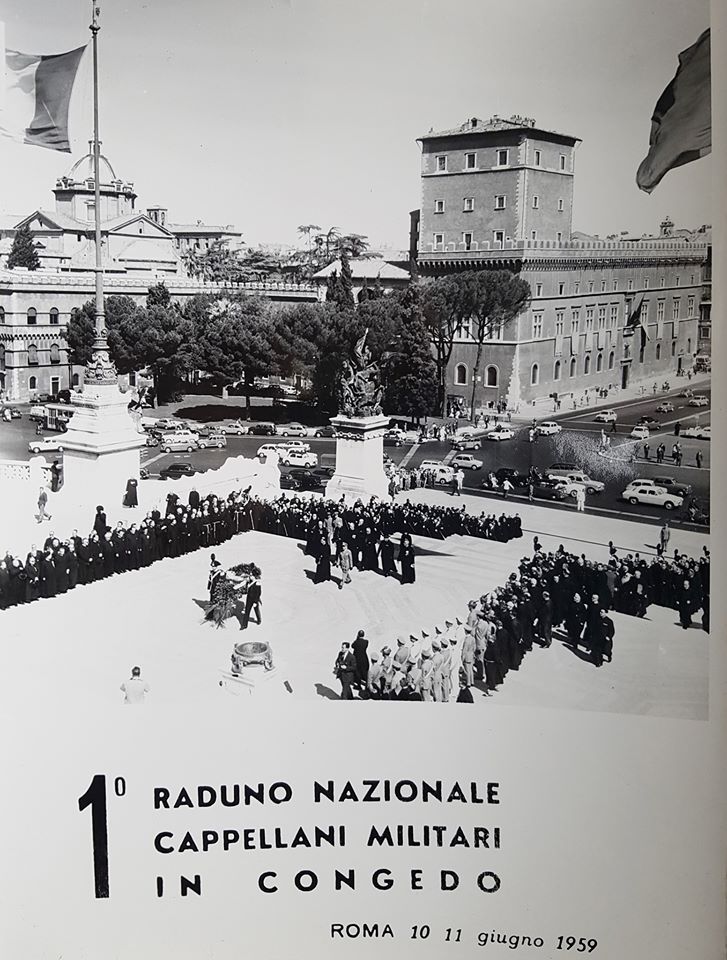 1° RADUNO NAZIONALE
CAPPELLANI MILITARI
IN CONGEDO
ROMA 10 11 giugno 1959